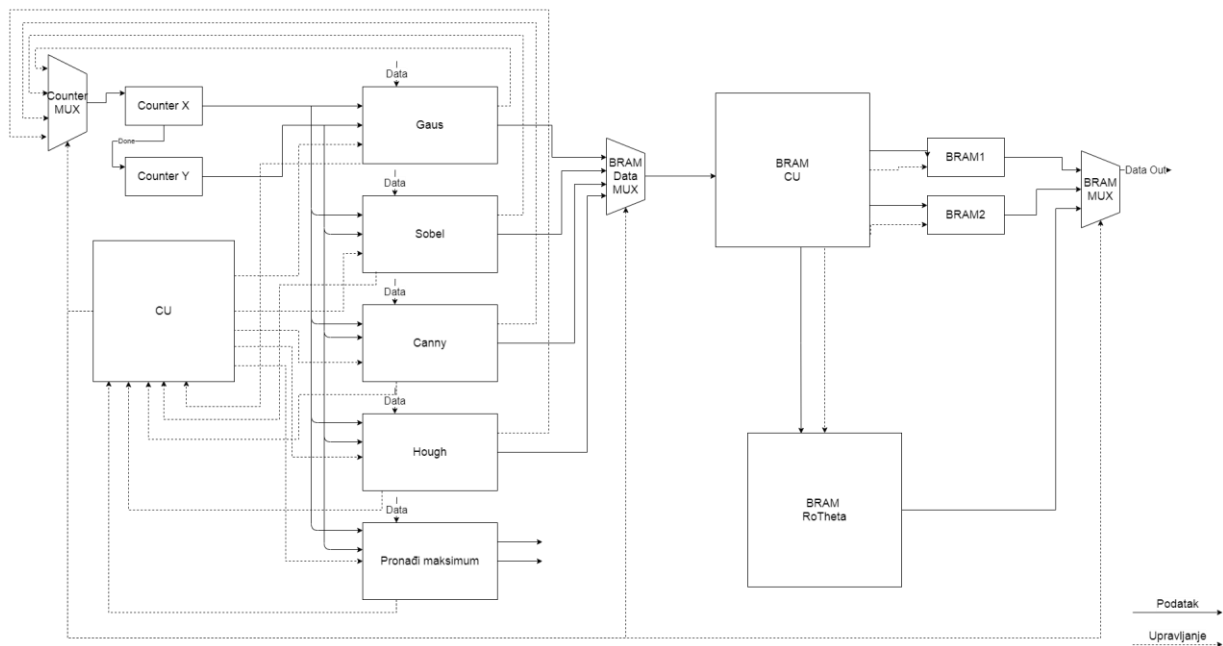 Counter
MUX
Counter X
Done
Counter Y
Data
Gaus
Data
Sobel
CU
Data
Canny
Data
Hough
Data
Pronađi maksimum
BRAM
Data
MUX
BRAM
CU
BRAM1
BRAM2
BRAM
MUX
Data Out
BRAM
RoTheta
Podatak
Upravljanje